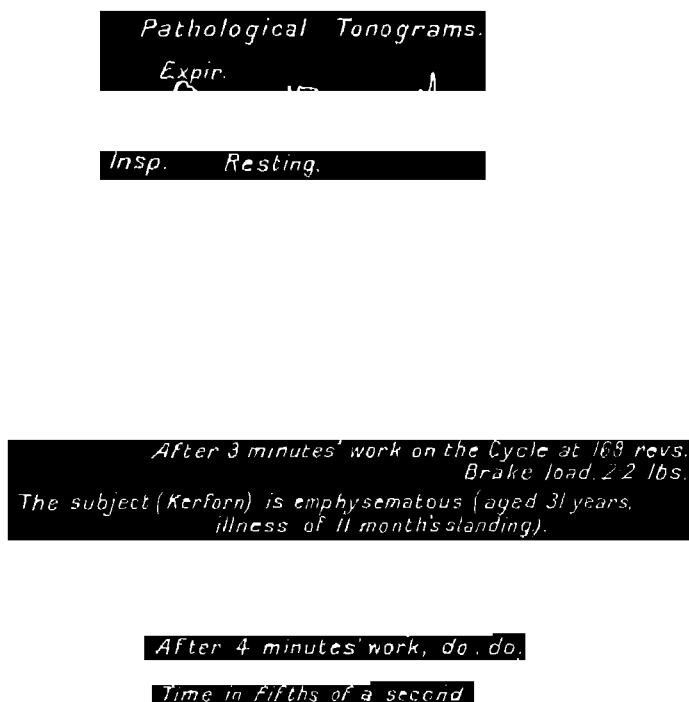 Pathological Tonograms.
Expir.
Insp. Resting.
After 3 minutes' work on the Cycle at 168 revs.
Brake load. 2·2 lbs.
The subject (Kerforn) is emphysematous (aged 31 years,
illness of 11 month's standing).
After 4 minutes' work, do. do.
Time in fifths of a second